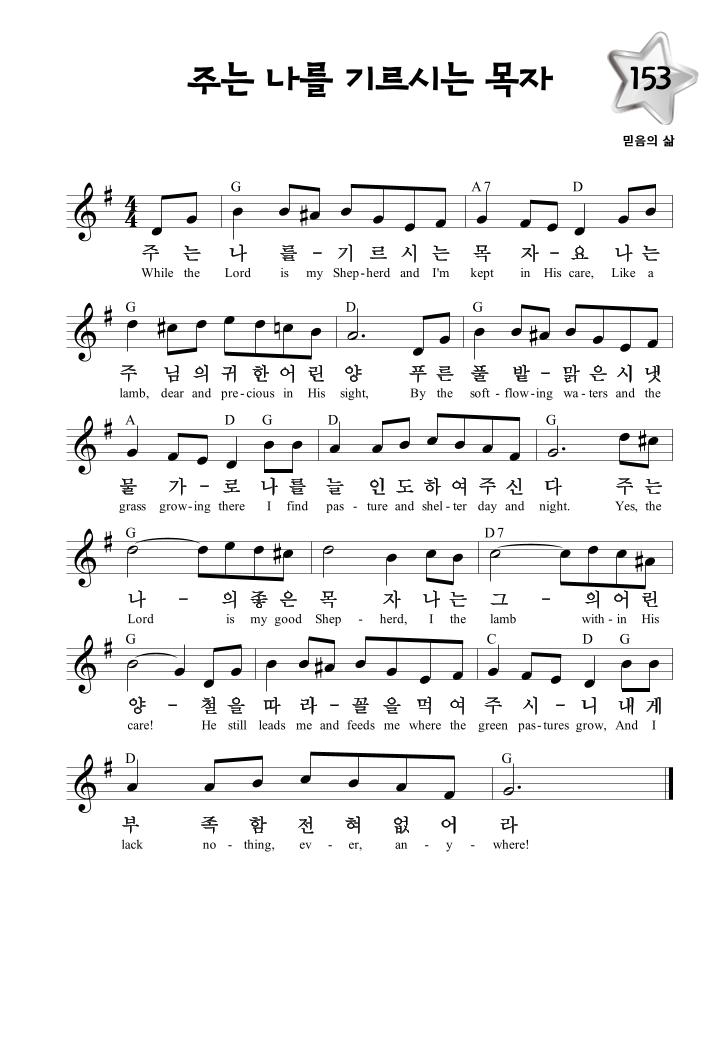 주는 나를 기르시는 목자
153
믿음의 삶
G A7 D
주 는 나 를 - 기 르 시 는 목 자 - 요 나 는
While the Lord is my Shep-herd and I'm kept in His care, Like a
G D G
주 님 의 귀 한 어 린 양 푸 른 풀 밭 - 맑 은 시 냇
lamb, dear and pre-cious in His sight, By the soft-flow-ing wa-ters and the
A D G D G
물 가 - 로 나 를 늘 인 도 하 여 주 신 다 주 는
grass grow-ing there I find pas-ture and shel-ter day and night. Yes, the
G D7
나 - 의 좋 은 목 자 나 는 그 - 의 어 린
Lord is my good Shep-herd, I the lamb with-in His
G C D G
양 - 철 을 따 라 - 꼴 을 먹 여 주 시 - 니 내 게
care! He still leads me and feeds me where the green pas-tures grow, And I
D G
부 족 함 전 혀 없 어 라
lack no-thing, ev-er, an-y-where!